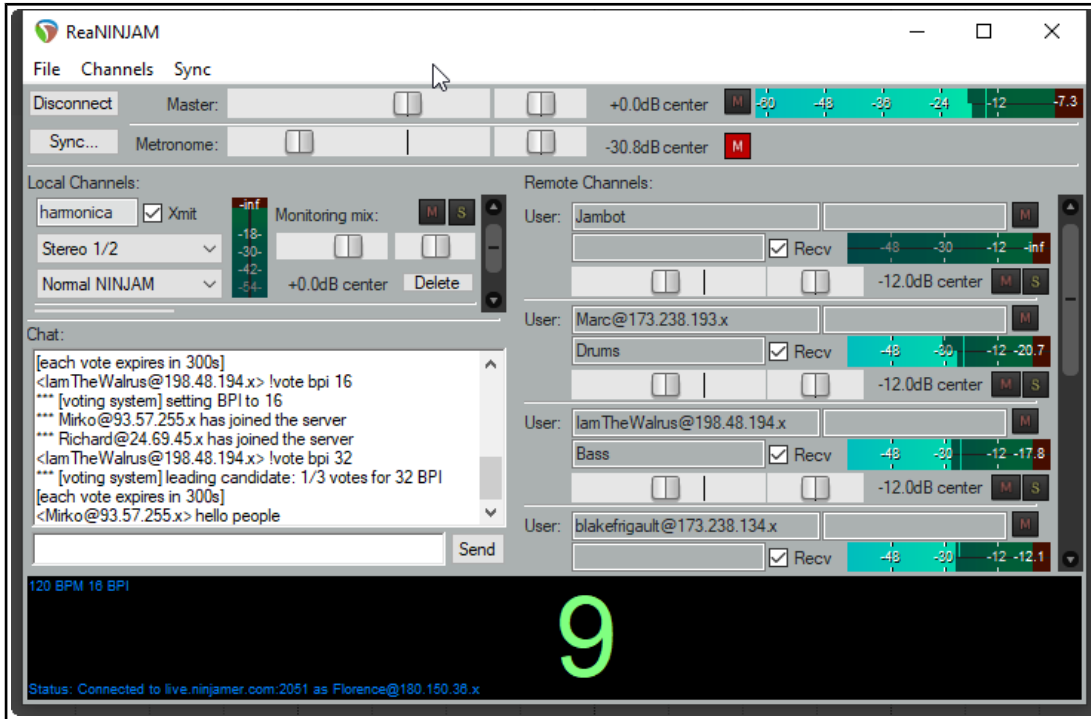 ReaNINJAM
File Channels Sync
Disconnect Master: +0.0dB center M -60 -48 -36 -24 -12 -7.3
Sync... Metronome: -30.8dB center M
Local Channels:
harmonica Xmit -inf Monitoring mix: M S
-18-
Stereo 1/2 -30-
-42-
Normal NINJAM -54- +0.0dB center Delete
Remote Channels:
User: Jambot M
Recv -48 -30 -12 -inf
-12.0dB center M S
User: Marc@173.238.193.x M
Drums Recv -48 -30 -12 -20.7
-12.0dB center M S
User: IamTheWalrus@198.48.194.x M
Bass Recv -48 -30 -12 -17.8
-12.0dB center M S
User: blakefrigault@173.238.134.x M
Recv -48 -30 -12 -12.1
Chat:
[each vote expires in 300s]
<IamTheWalrus@198.48.194.x> !vote bpi 16
*** [voting system] setting BPI to 16
*** Mirko@93.57.255.x has joined the server
*** Richard@24.69.45.x has joined the server
<IamTheWalrus@198.48.194.x> !vote bpi 32
*** [voting system] leading candidate: 1/3 votes for 32 BPI
[each vote expires in 300s]
<Mirko@93.57.255.x> hello people
Send
120 BPM 16 BPI
9
Status: Connected to live.ninjamer.com:2051 as Florence@180.150.36.x